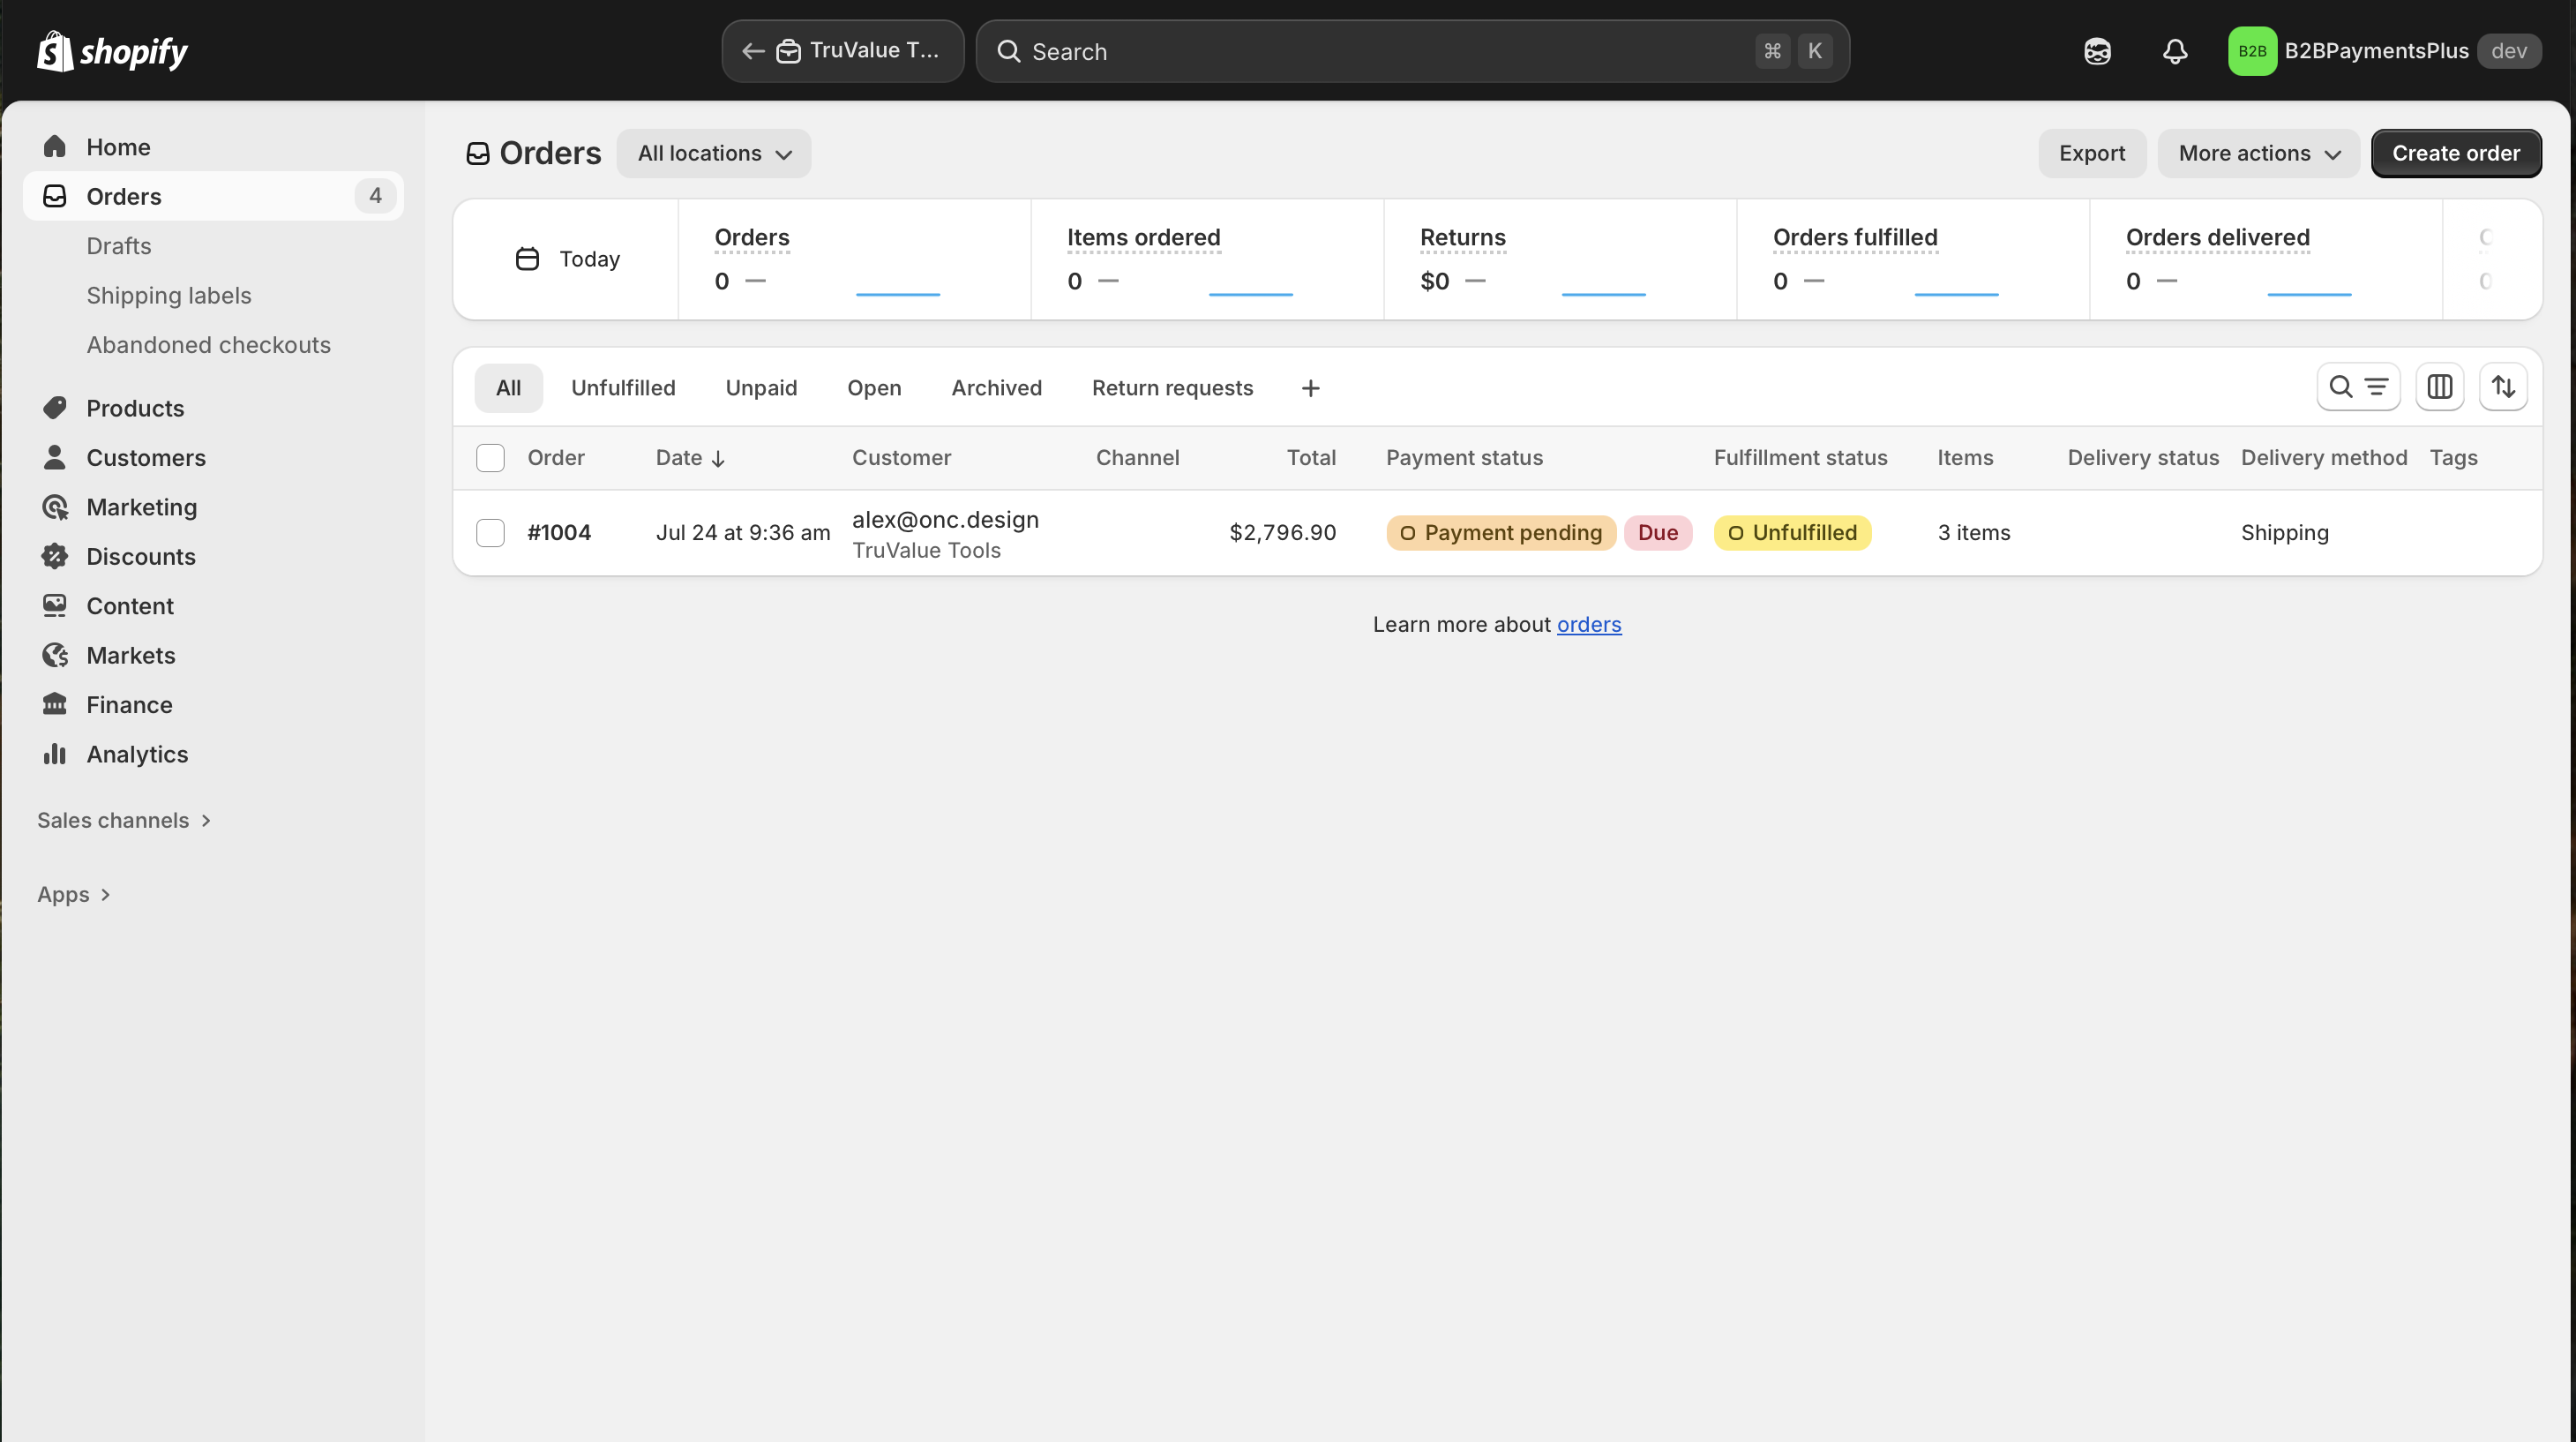 shopify
TruValue T...
Search
⌘ K
B2B
B2BPaymentsPlus
dev
Home
Orders
4
Drafts
Shipping labels
Abandoned checkouts
Products
Customers
Marketing
Discounts
Content
Markets
Finance
Analytics
Sales channels
Apps
Orders
All locations
Export
More actions
Create order
Today
Orders
0 —
Items ordered
0 —
Returns
$0 —
Orders fulfilled
0 —
Orders delivered
0 —
All
Unfulfilled
Unpaid
Open
Archived
Return requests
Order Date Customer Channel Total Payment status Fulfillment status Items Delivery status Delivery method Tags
#1004 Jul 24 at 9:36 am alex@onc.design $2,796.90 Payment pending Due Unfulfilled 3 items Shipping
TruValue Tools
Learn more about orders